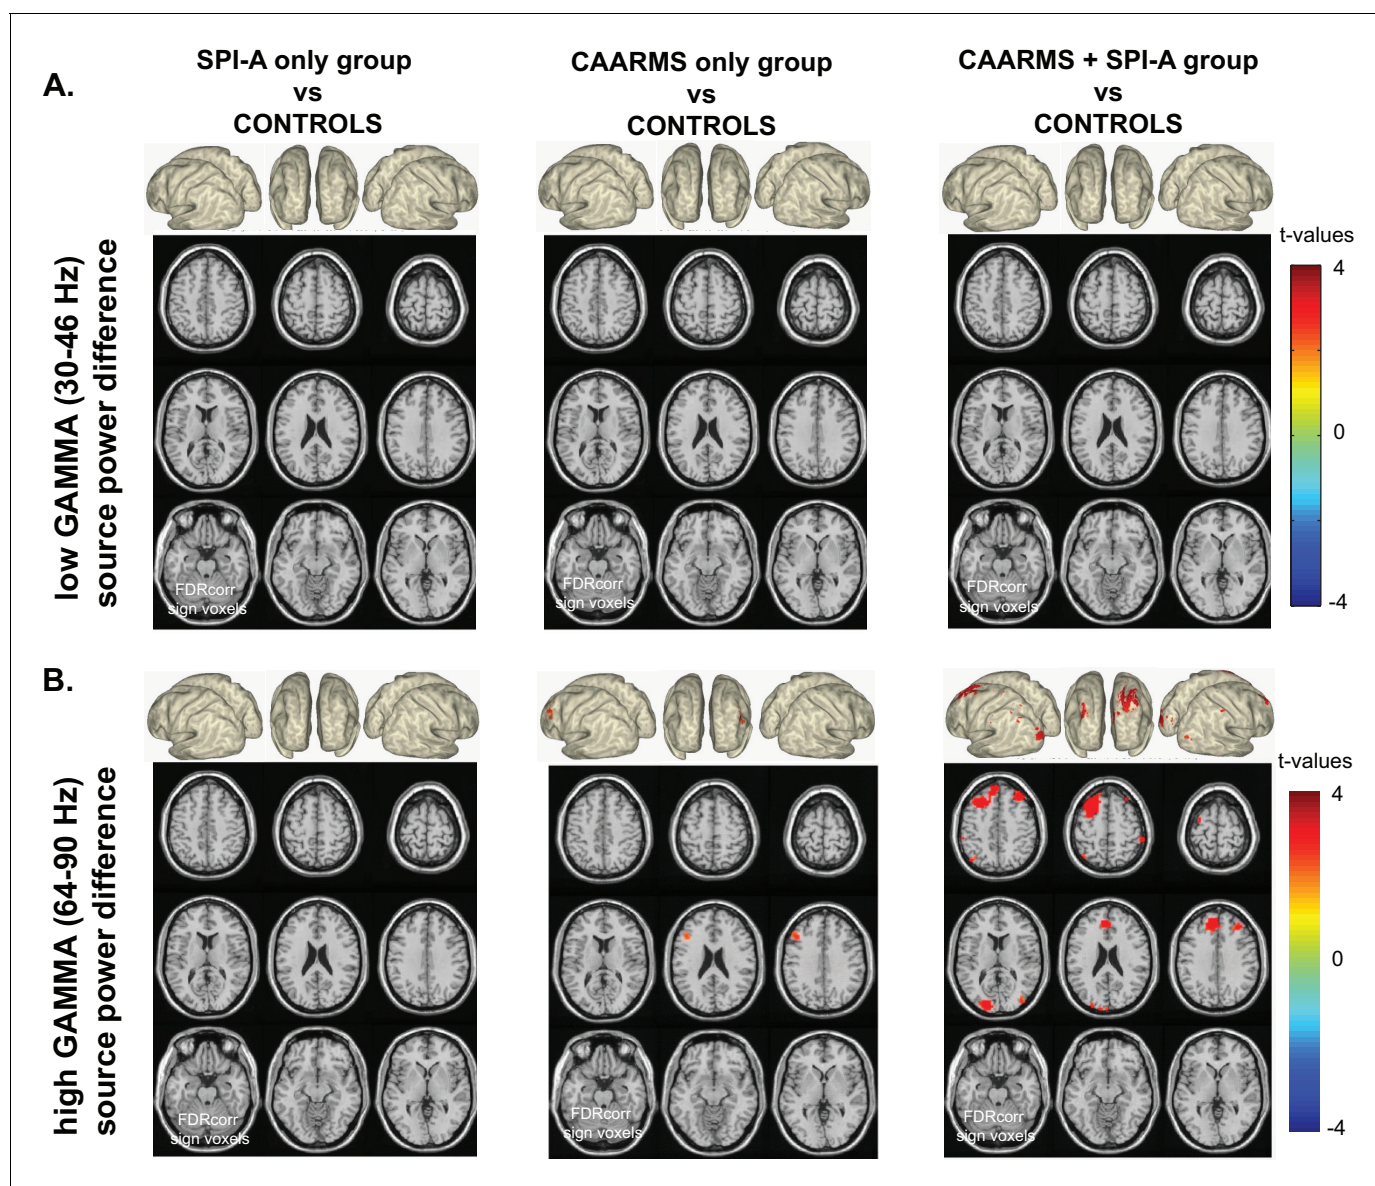 A.
SPI-A only group
vs
CONTROLS
CAARMS only group
vs
CONTROLS
CAARMS + SPI-A group
vs
CONTROLS
low GAMMA (30-46 Hz)
source power difference
FDRcorr
sign voxels
FDRcorr
sign voxels
FDRcorr
sign voxels
t-values
4
0
-4
B.
high GAMMA (64-90 Hz)
source power difference
FDRcorr
sign voxels
FDRcorr
sign voxels
FDRcorr
sign voxels
t-values
4
0
-4